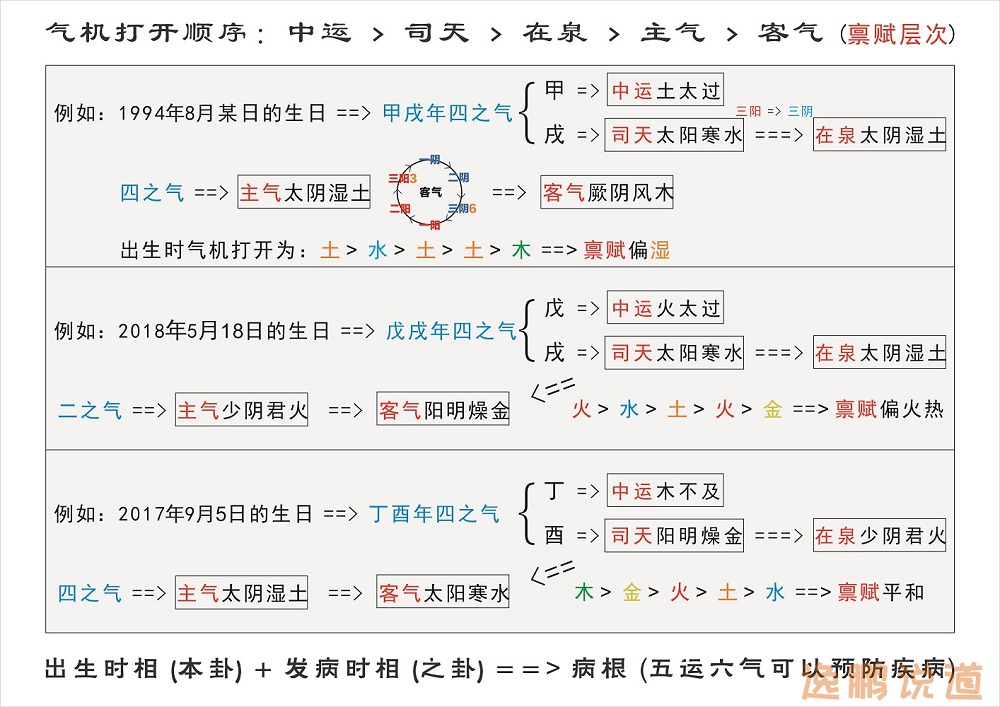 气机打开顺序：中运 > 司天 > 在泉 > 主气 > 客气 (禀赋层次)
例如：1994年8月某日的生日 ==> 甲戌年四之气
甲 => 中运土太过
三阳 => 三阴
戌 => 司天太阳寒水 ===> 在泉太阴湿土
四之气 ==> 主气太阴湿土
一阴
二阴
三阴6
一阳
二阳
三阳3
客气
==> 客气厥阴风木
出生时气机打开为：土 > 水 > 土 > 土 > 木 ==> 禀赋偏湿
例如：2018年5月18日的生日 ==> 戊戌年四之气
戊 => 中运火太过
戌 => 司天太阳寒水 ===> 在泉太阴湿土
二之气 ==> 主气少阴君火 ==> 客气阳明燥金
<== 火 > 水 > 土 > 火 > 金 ==> 禀赋偏火热
例如：2017年9月5日的生日 ==> 丁酉年四之气
丁 => 中运木不及
酉 => 司天阳明燥金 ===> 在泉少阴君火
四之气 ==> 主气太阴湿土 ==> 客气太阳寒水
<== 木 > 金 > 火 > 土 > 水 ==> 禀赋平和
出生时相 (本卦) + 发病时相 (之卦) ===> 病根 (五运六气可以预防疾病)
逸鹏说道